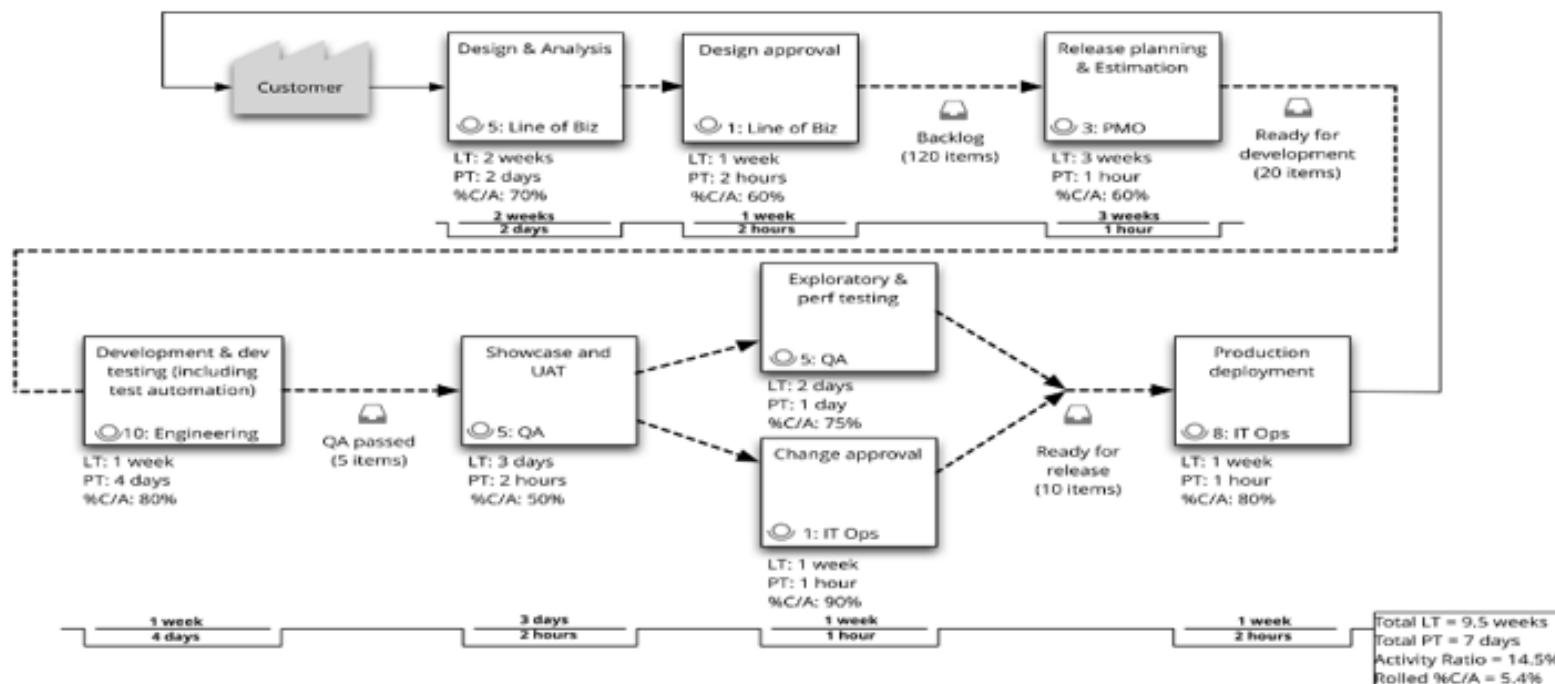 Customer
Design & Analysis
5: Line of Biz
LT: 2 weeks
PT: 2 days
%C/A: 70%
Design approval
1: Line of Biz
LT: 1 week
PT: 2 hours
%C/A: 60%
Backlog
(120 items)
Release planning
& Estimation
3: PMO
LT: 3 weeks
PT: 1 hour
%C/A: 60%
Ready for
development
(20 items)
2 weeks
2 days
1 week
2 hours
3 weeks
1 hour
Development & dev
testing (including
test automation)
10: Engineering
LT: 1 week
PT: 4 days
%C/A: 80%
QA passed
(5 items)
Showcase and
UAT
5: QA
LT: 3 days
PT: 2 hours
%C/A: 50%
Exploratory &
perf testing
5: QA
LT: 2 days
PT: 1 day
%C/A: 75%
Change approval
1: IT Ops
LT: 1 week
PT: 1 hour
%C/A: 90%
Ready for
release
(10 items)
Production
deployment
8: IT Ops
LT: 1 week
PT: 1 hour
%C/A: 80%
1 week
4 days
3 days
2 hours
1 week
1 hour
1 week
2 hours
Total LT = 9.5 weeks
Total PT = 7 days
Activity Ratio = 14.5%
Rolled %C/A = 5.4%